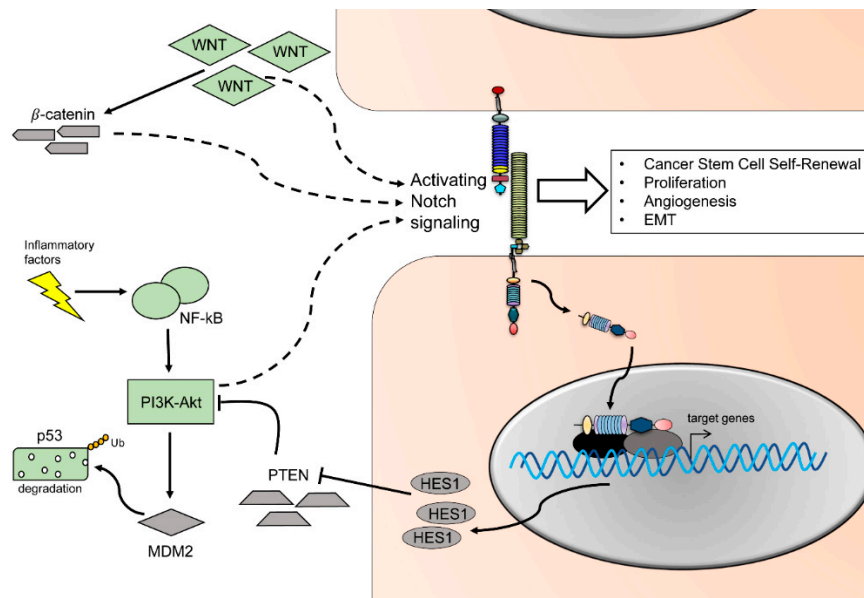 WNT
WNT
WNT
β-catenin
Activating
Notch
signaling
• Cancer Stem Cell Self-Renewal
• Proliferation
• Angiogenesis
• EMT
Inflammatory
factors
NF-kB
PI3K-Akt
p53
Ub
degradation
MDM2
PTEN
HES1
HES1
HES1
target genes